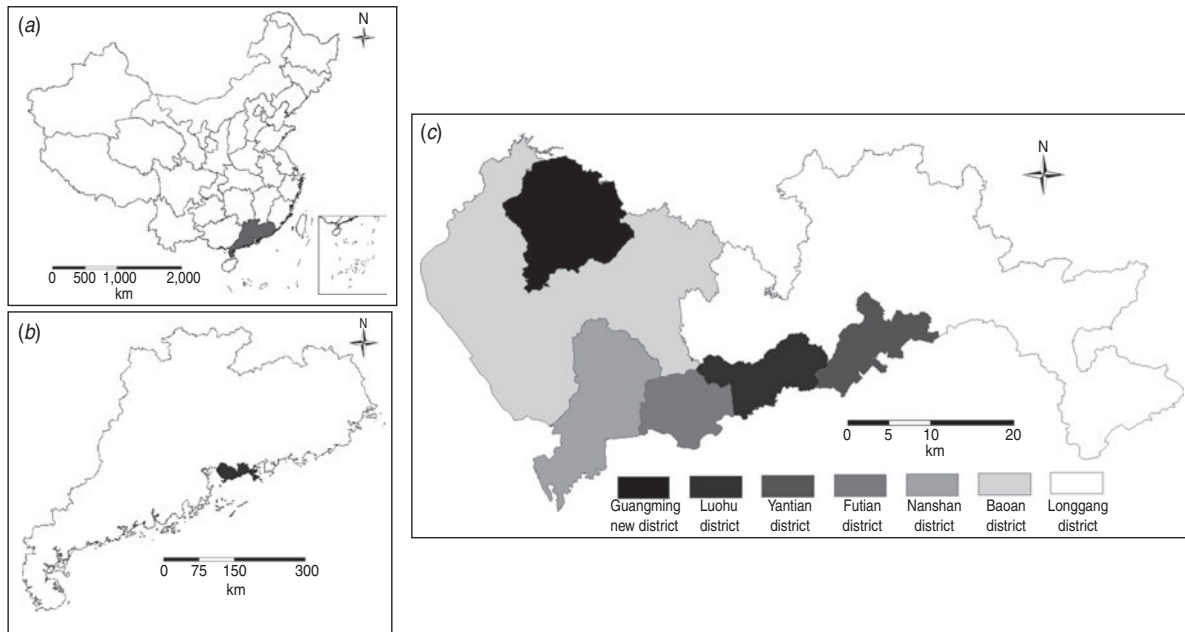 (a)
N
0 500 1,000 2,000
km
(b)
N
0 75 150 300
km
(c)
N
0 5 10 20
km
Guangming Luohu Yantian Futian Nanshan Baoan Longgang
new district district district district district district district